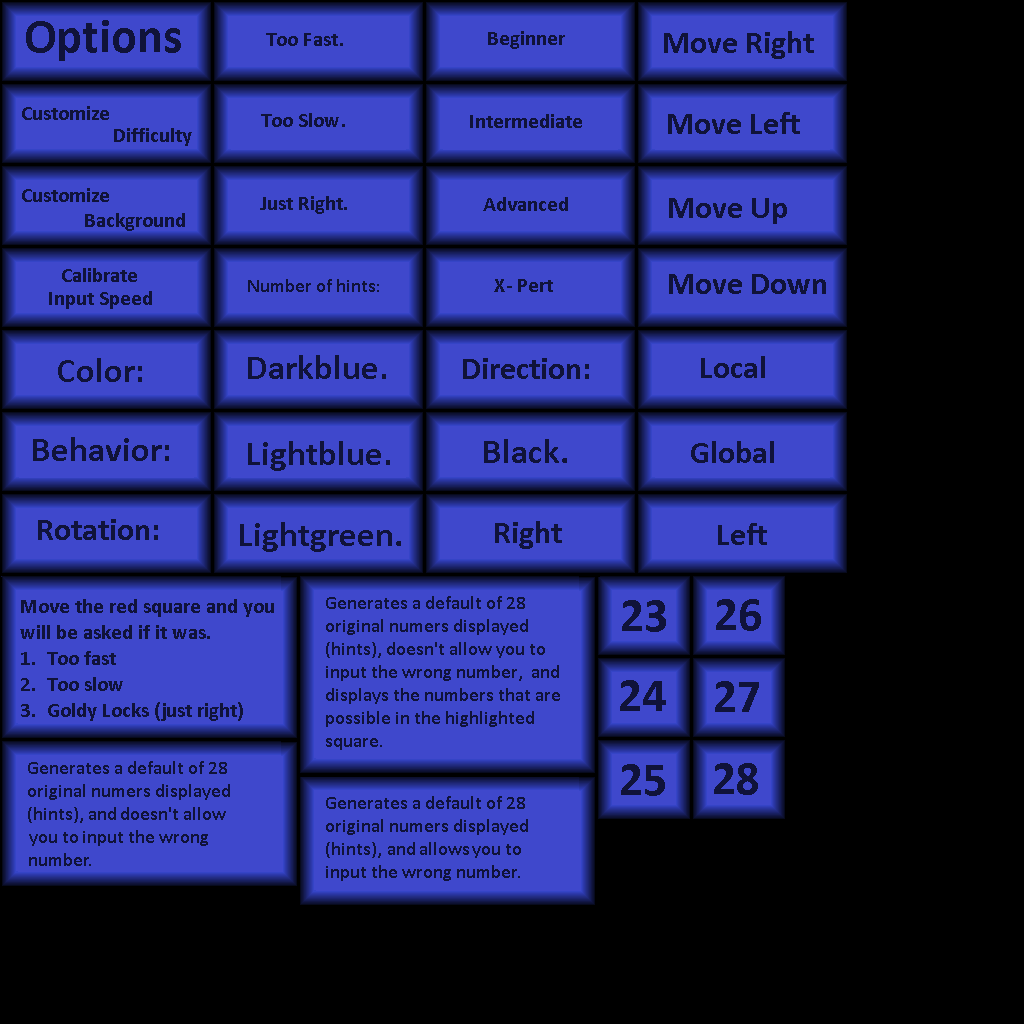 Options
Too Fast.
Beginner
Move Right
Customize
Difficulty
Too Slow.
Intermediate
Move Left
Customize
Background
Just Right.
Advanced
Move Up
Calibrate
Input Speed
Number of hints:
X- Pert
Move Down
Color:
Darkblue.
Direction:
Local
Behavior:
Lightblue.
Black.
Global
Rotation:
Lightgreen.
Right
Left
Move the red square and you
will be asked if it was.
1. Too fast
2. Too slow
3. Goldy Locks (just right)
Generates a default of 28
original numers displayed
(hints), doesn't allow you to
input the wrong number, and
displays the numbers that are
possible in the highlighted
square.
23
26
24
27
25
28
Generates a default of 28
original numers displayed
(hints), and doesn't allow
you to input the wrong
number.
Generates a default of 28
original numers displayed
(hints), and allows you to
input the wrong number.